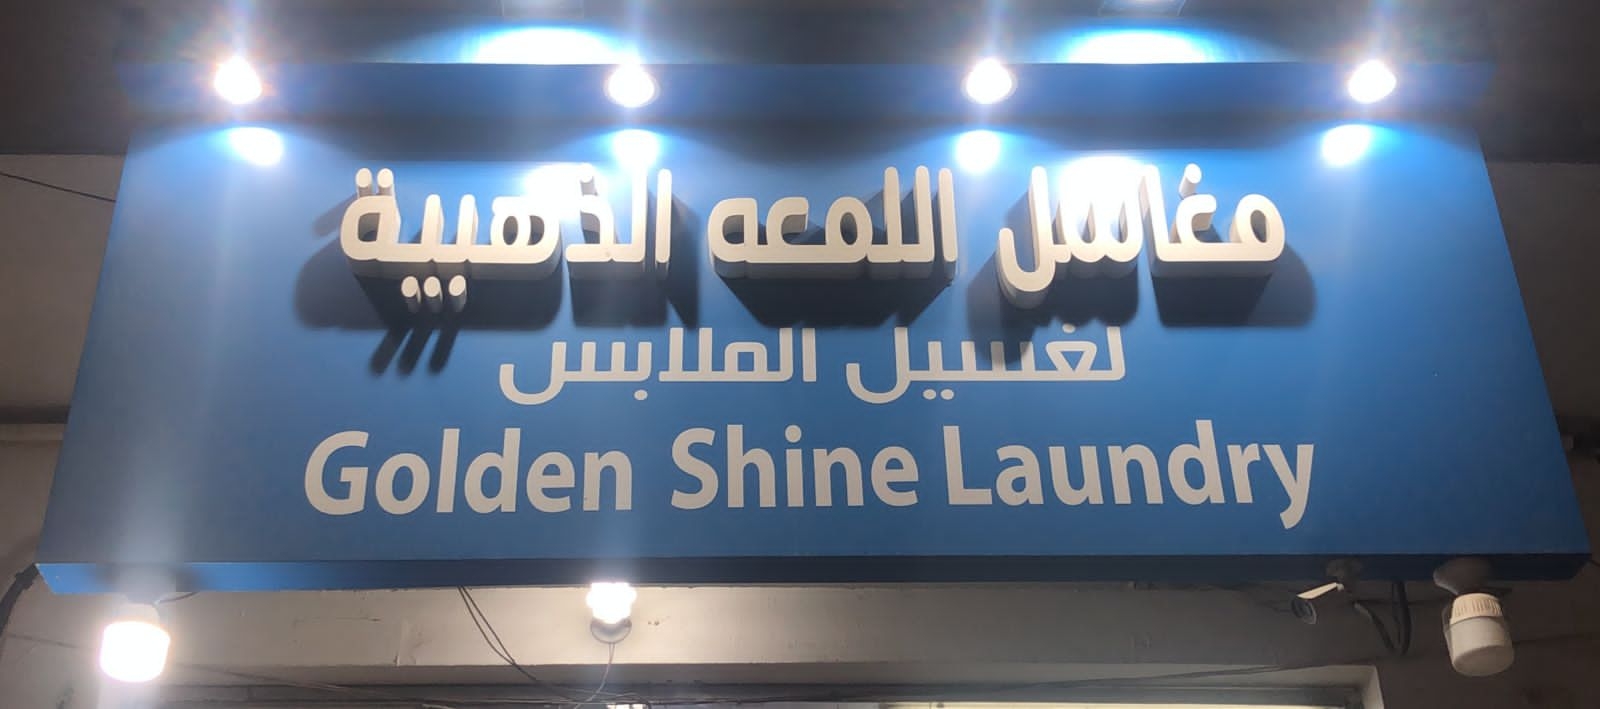 مغاسل اللمعه الذهبية
لغسيل الملابس
Golden Shine Laundry